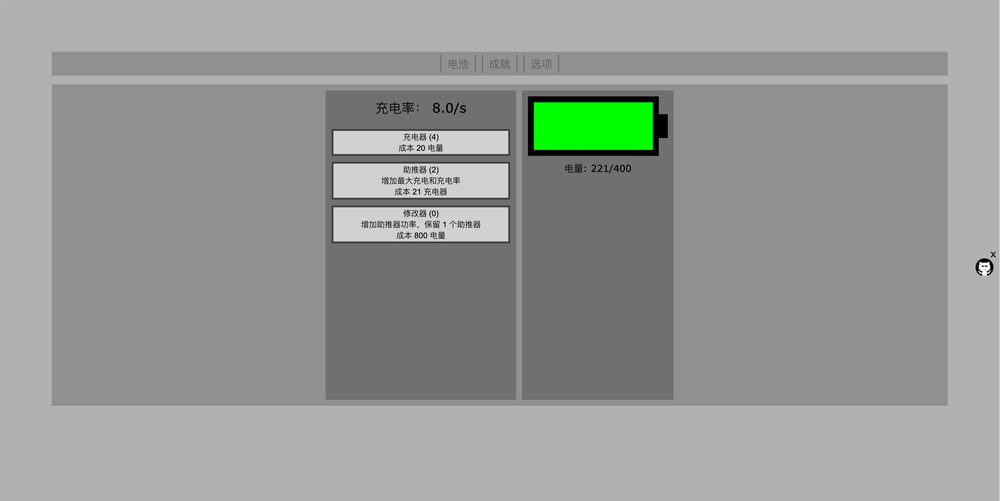 电池 成就 选项
充电率: 8.0/s
充电器 (4)
成本 20 电量
助推器 (2)
增加最大充电和充电率
成本 21 充电器
修改器 (0)
增加助推器功率，保留 1 个助推器
成本 800 电量
电量: 221/400
x